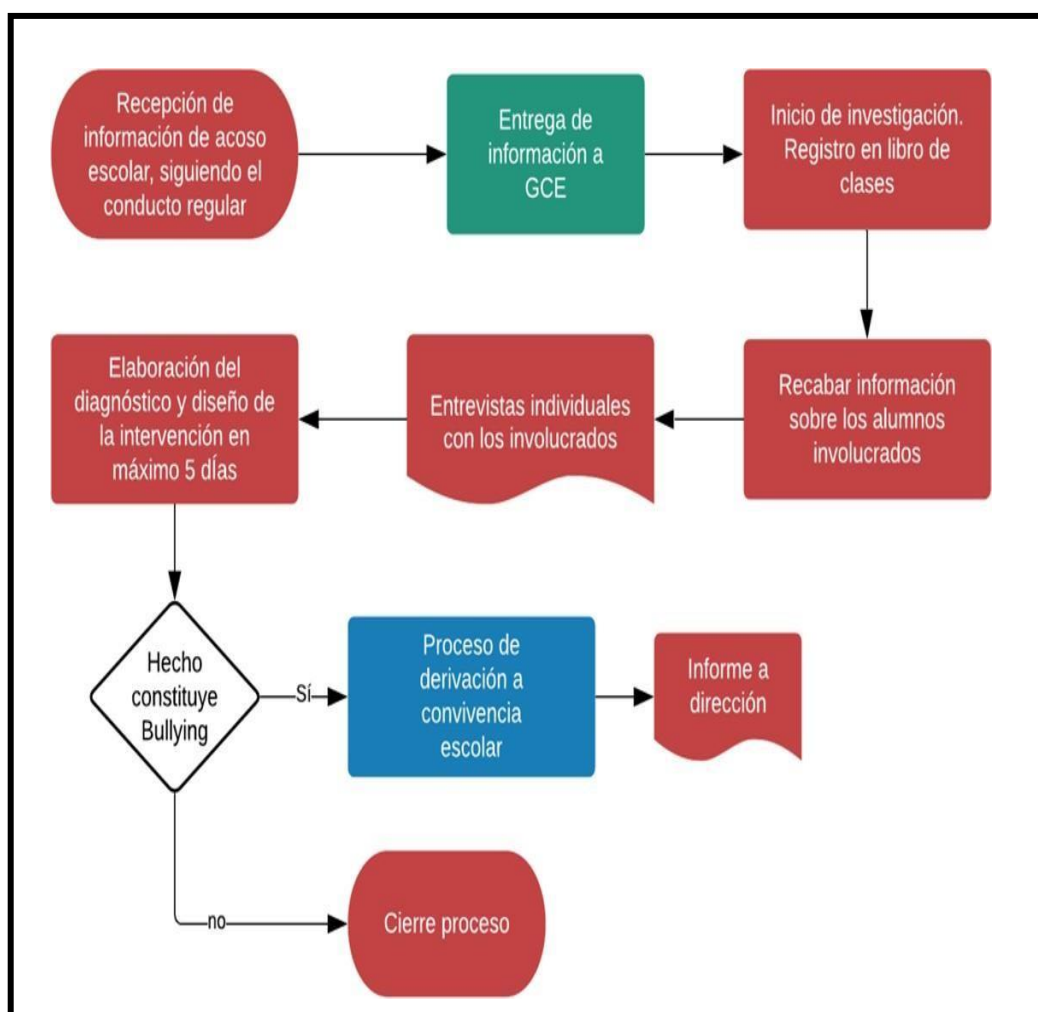 Recepción de
información de acoso
escolar, siguiendo el
conducto regular
Entrega de
información a
GCE
Inicio de investigación.
Registro en libro de
clases
Recabar información
sobre los alumnos
involucrados
Entrevistas individuales
con los involucrados
Elaboración del
diagnóstico y diseño de
la intervención en
máximo 5 dÍas
Hecho
constituye
Bullying
Sí
Proceso de
derivación a
convivencia
escolar
Informe a
dirección
no
Cierre proceso